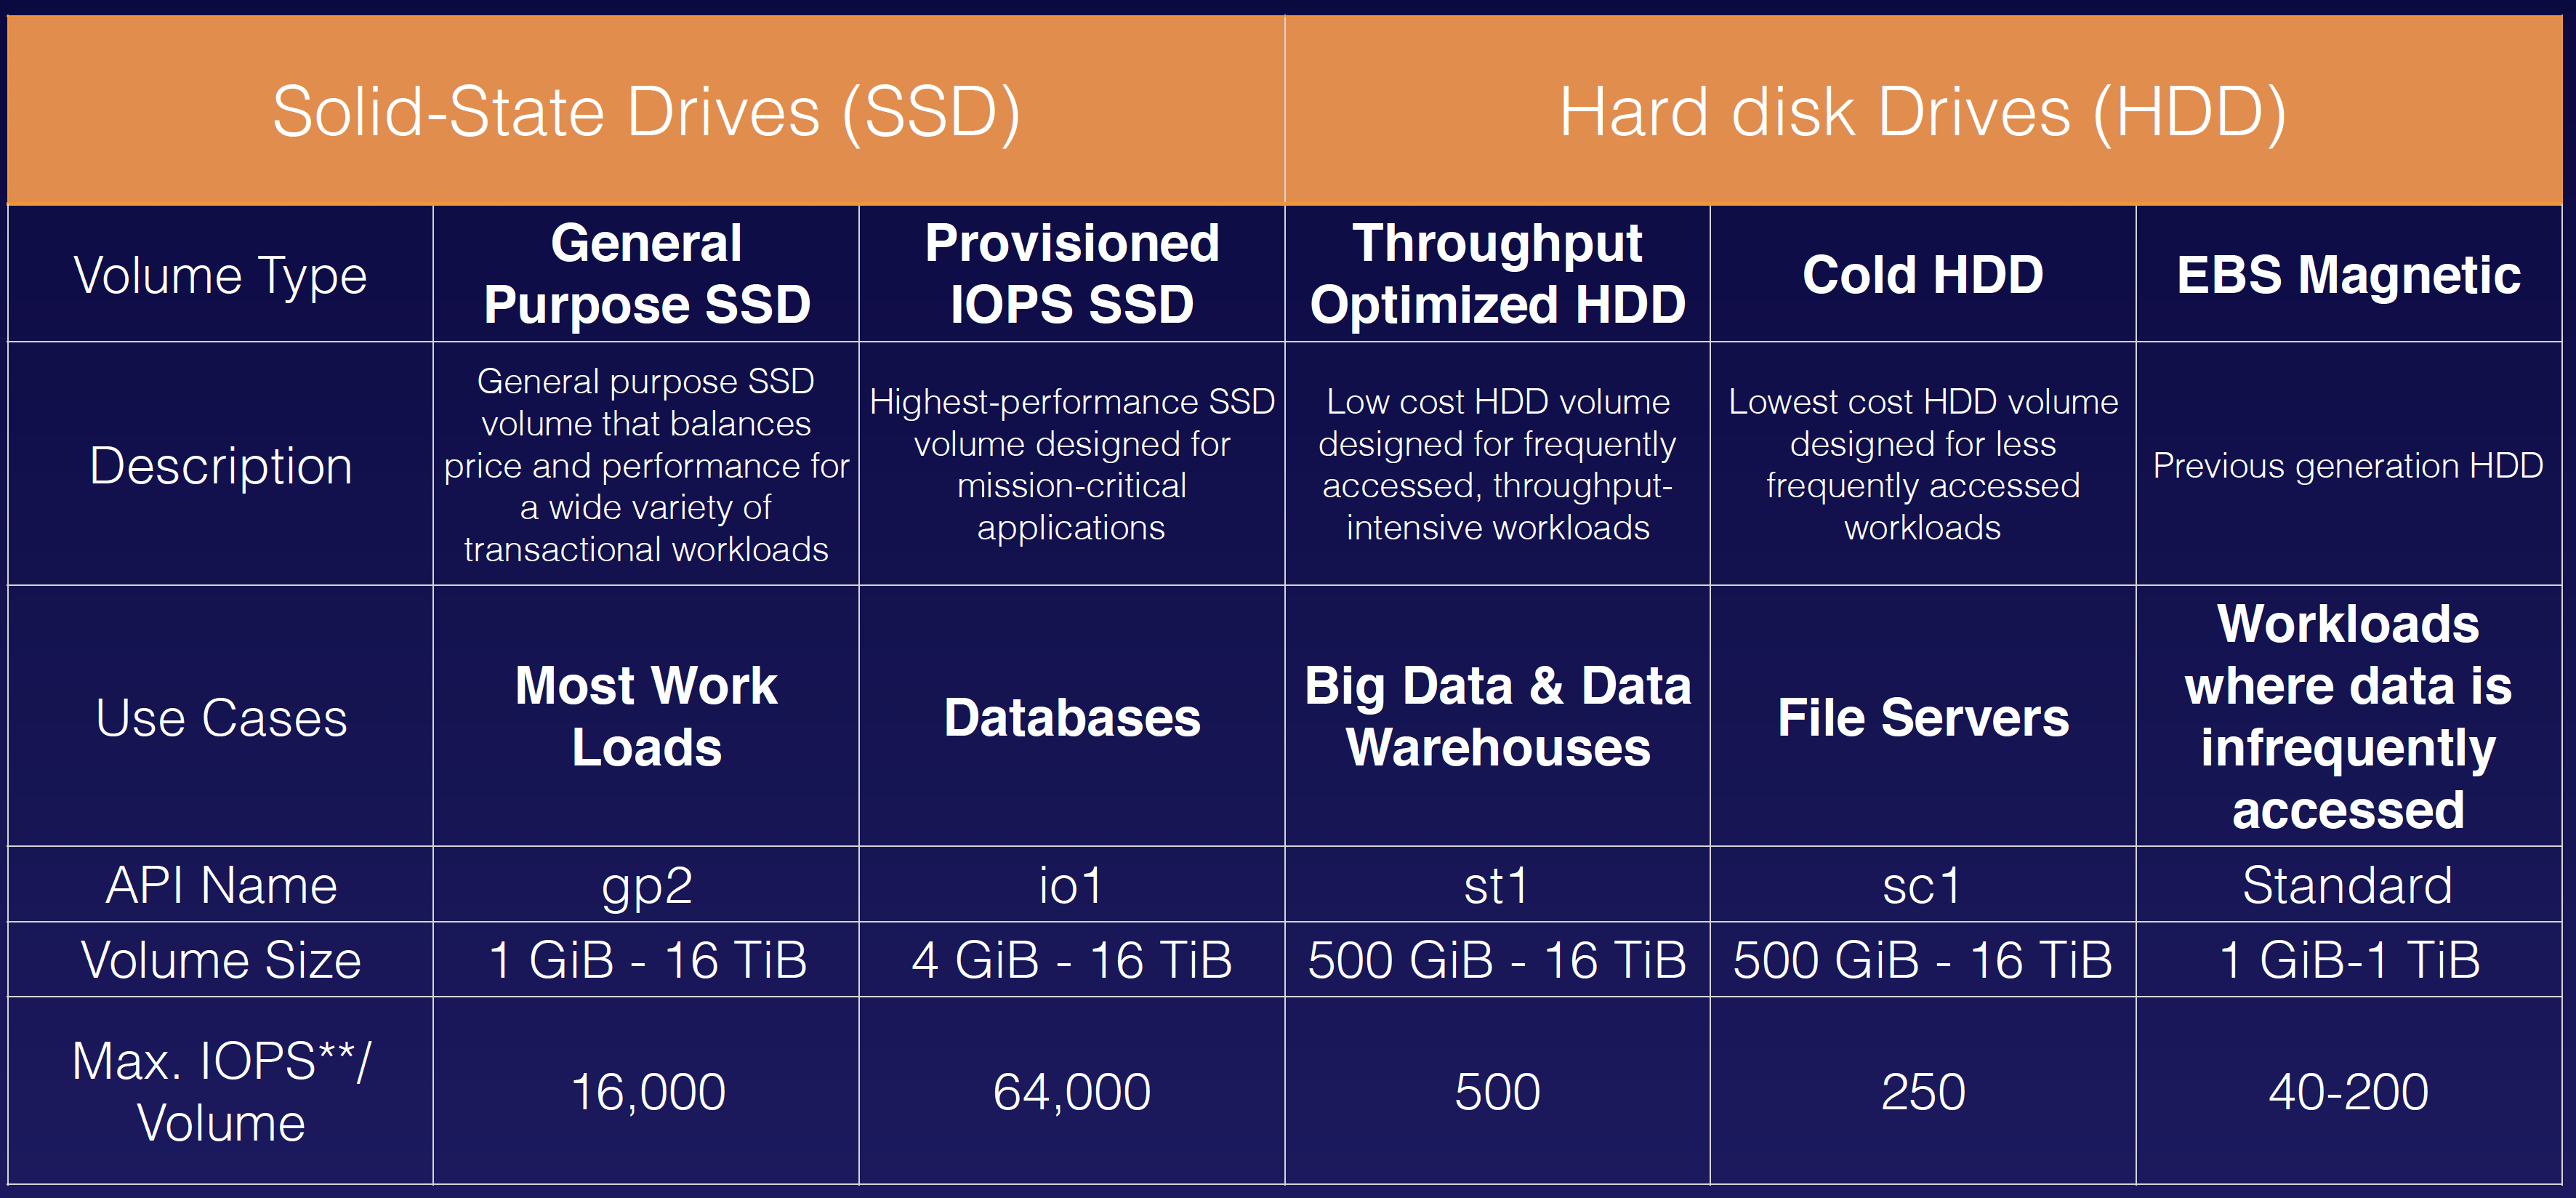 Solid-State Drives (SSD)
Hard disk Drives (HDD)
Volume Type
General
Purpose SSD
Provisioned
IOPS SSD
Throughput
Optimized HDD
Cold HDD
EBS Magnetic
Description
General purpose SSD
volume that balances
price and performance for
a wide variety of
transactional workloads
Highest-performance SSD
volume designed for
mission-critical
applications
Low cost HDD volume
designed for frequently
accessed, throughput-
intensive workloads
Lowest cost HDD volume
designed for less
frequently accessed
workloads
Previous generation HDD
Use Cases
Most Work
Loads
Databases
Big Data & Data
Warehouses
File Servers
Workloads
where data is
infrequently
accessed
API Name
gp2
io1
st1
sc1
Standard
Volume Size
1 GiB - 16 TiB
4 GiB - 16 TiB
500 GiB - 16 TiB
500 GiB - 16 TiB
1 GiB-1 TiB
Max. IOPS**/
Volume
16,000
64,000
500
250
40-200